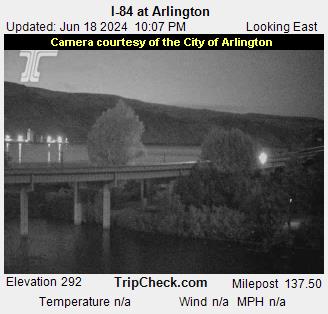 I-84 at Arlington
Updated: Jun 18 2024 10:07 PM Looking East
Camera courtesy of the City of Arlington
Elevation 292 TripCheck.com Milepost 137.50
Temperature n/a Wind n/a MPH n/a